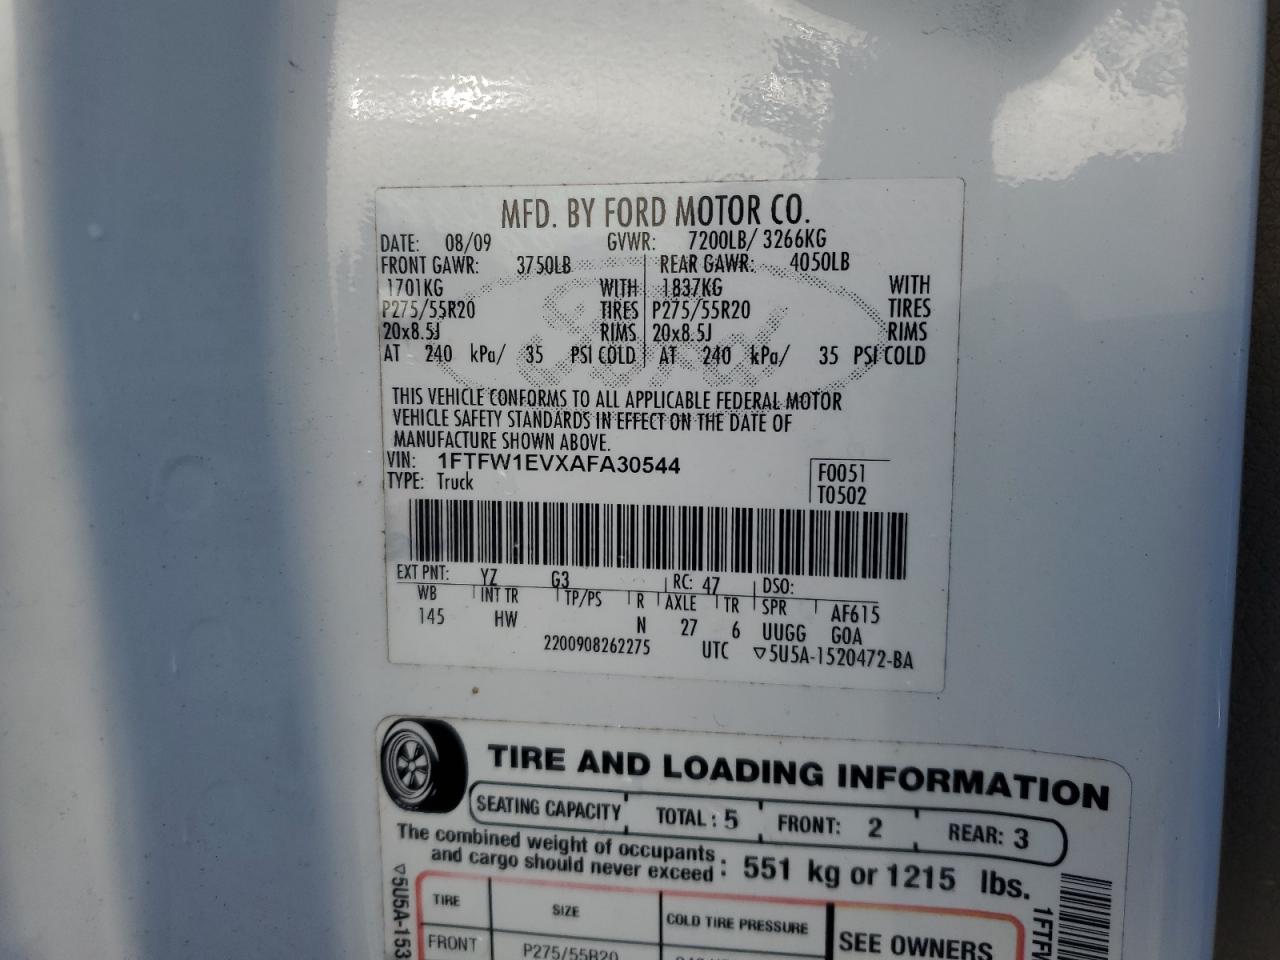 MFD. BY FORD MOTOR CO.
DATE: 08/09 GVWR: 7200LB/ 3266KG
FRONT GAWR: 3750LB REAR GAWR: 4050LB
1701KG WITH 1837KG WITH
P275/55R20 TIRES P275/55R20 TIRES
20x8.5J RIMS 20x8.5J RIMS
AT 240 kPa/ 35 PSI COLD AT 240 kPa/ 35 PSI COLD
THIS VEHICLE CONFORMS TO ALL APPLICABLE FEDERAL MOTOR
VEHICLE SAFETY STANDARDS IN EFFECT ON THE DATE OF
MANUFACTURE SHOWN ABOVE.
VIN: 1FTFW1EVXAFA30544 F0051
TYPE: Truck T0502
EXT PNT: YZ G3 RC: 47 DSO:
WB INT TR TP/PS R AXLE TR SPR AF615
145 HW N 27 6 UUGG GOA
2200908262275 UTC ▽5U5A-1520472-BA
TIRE AND LOADING INFORMATION
SEATING CAPACITY TOTAL: 5 FRONT: 2 REAR: 3
The combined weight of occupants
and cargo should never exceed: 551 kg or 1215 lbs.
TIRE SIZE COLD TIRE PRESSURE SEE OWNERS
FRONT P275/55R20
▽5U5A-153
1FTFW